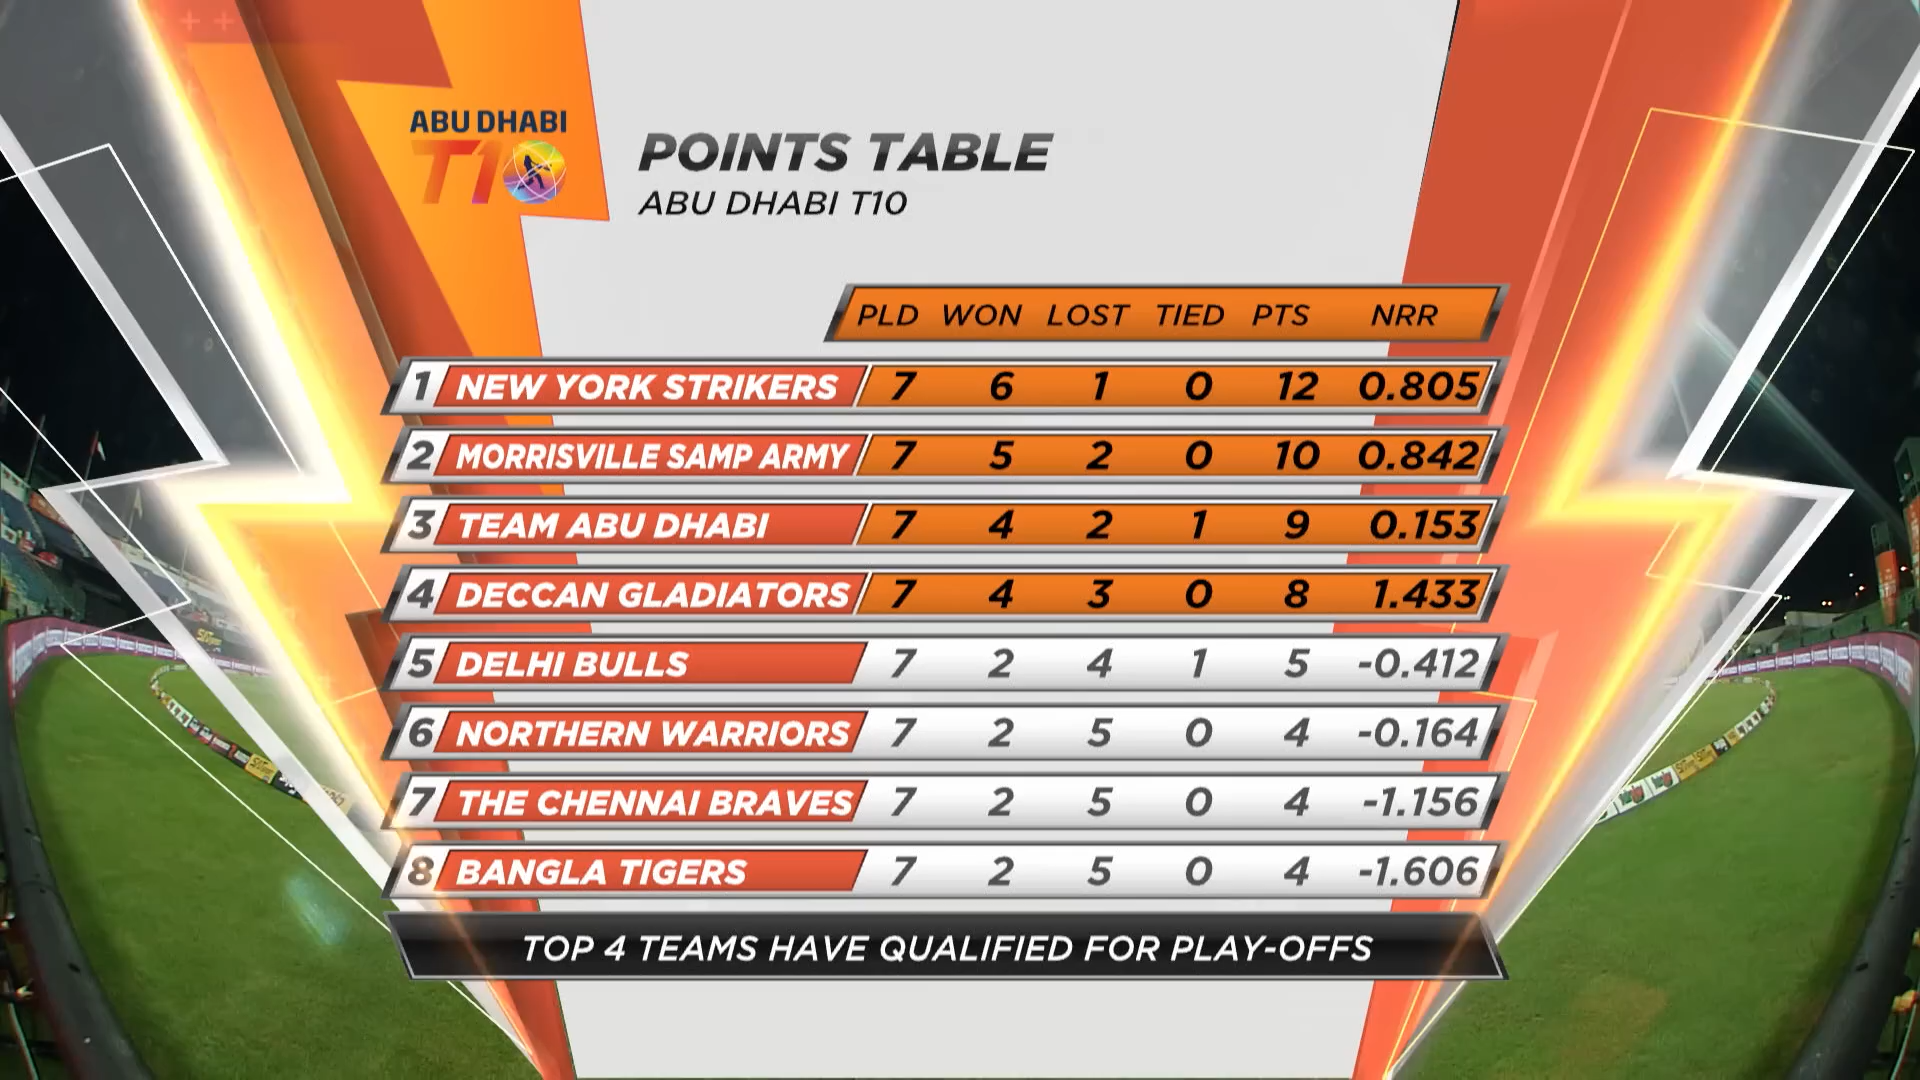 ABU DHABI
T10
POINTS TABLE
ABU DHABI T10
PLD WON LOST TIED PTS NRR
1 NEW YORK STRIKERS 7 6 1 0 12 0.805
2 MORRISVILLE SAMP ARMY 7 5 2 0 10 0.842
3 TEAM ABU DHABI 7 4 2 1 9 0.153
4 DECCAN GLADIATORS 7 4 3 0 8 1.433
5 DELHI BULLS 7 2 4 1 5 -0.412
6 NORTHERN WARRIORS 7 2 5 0 4 -0.164
7 THE CHENNAI BRAVES 7 2 5 0 4 -1.156
8 BANGLA TIGERS 7 2 5 0 4 -1.606
TOP 4 TEAMS HAVE QUALIFIED FOR PLAY-OFFS